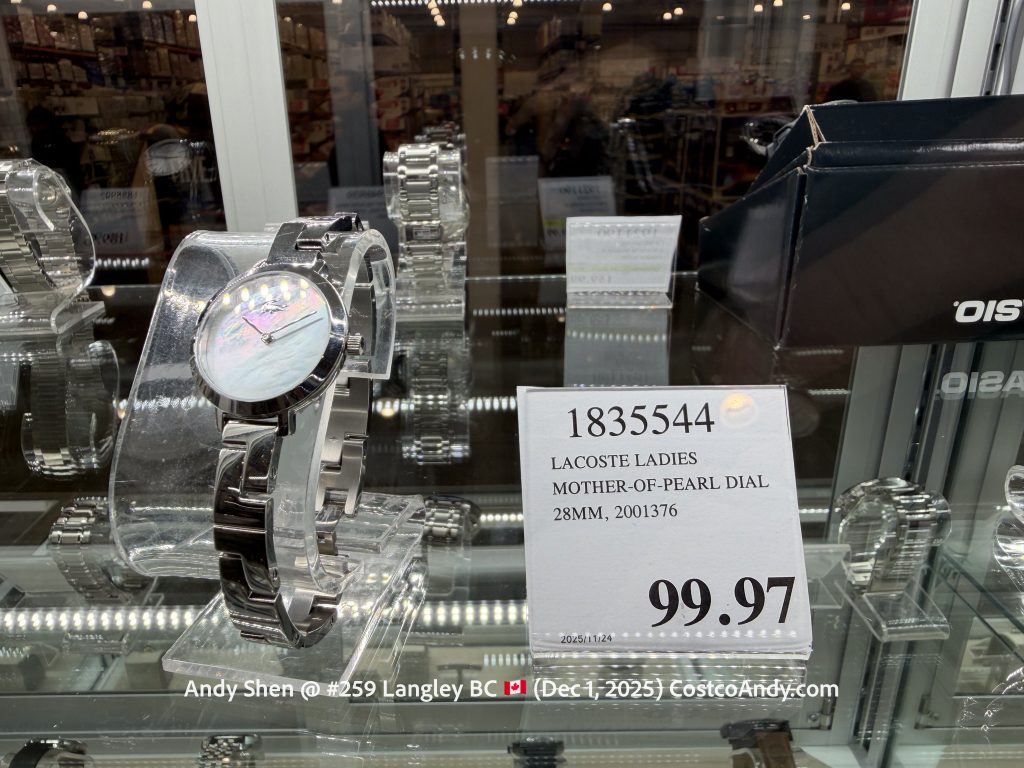 1835544
LACOSTE LADIES
MOTHER-OF-PEARL DIAL
28MM, 2001376
99.97
2025/11/24
Andy Shen @ #259 Langley BC 🇨🇦 (Dec 1, 2025) CostcoAndy.com